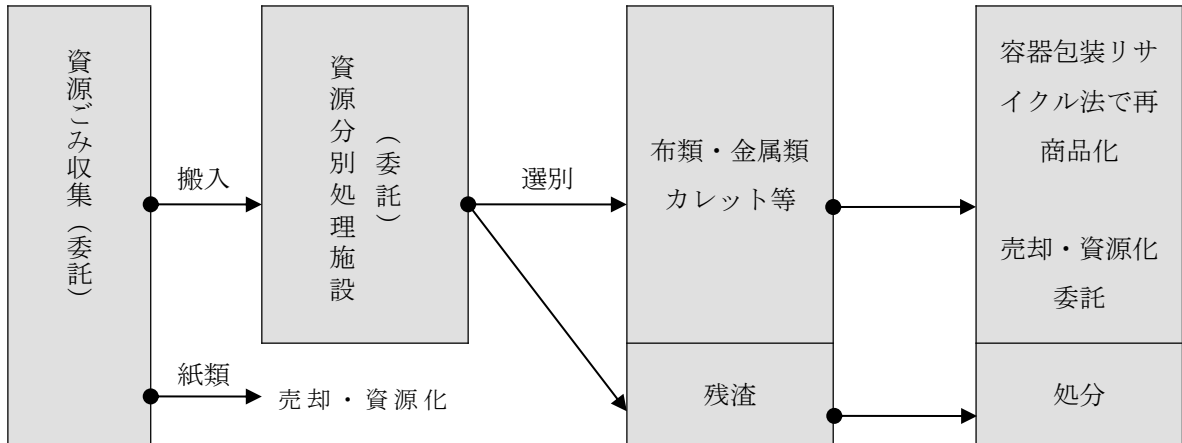 資源ごみ収集（委託）
搬入
紙類
資源分別処理施設
（委託）
売却・資源化
選別
布類・金属類
カレット等
残渣
容器包装リサ
イクル法で再
商品化
売却・資源化
委託
処分